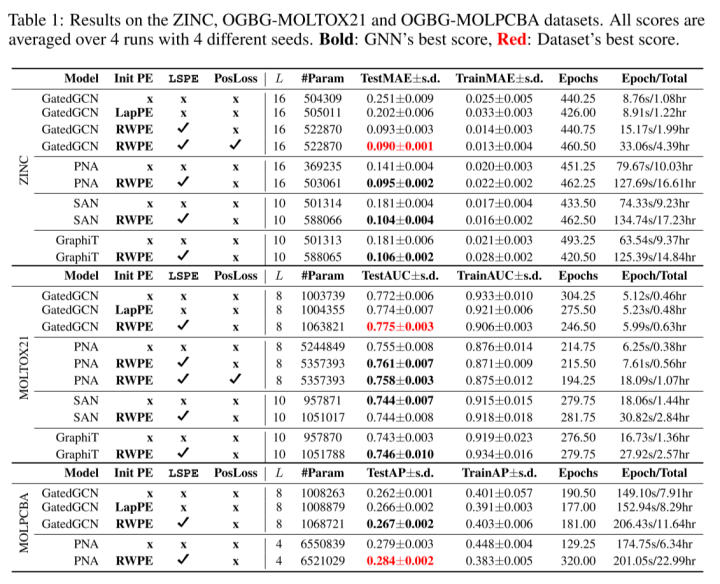 Table 1: Results on the ZINC, OGBG-MOLTOX21 and OGBG-MOLPCBA datasets. All scores are
averaged over 4 runs with 4 different seeds. Bold: GNN's best score, Red: Dataset's best score.
Model Init PE LSPE PosLoss L #Param TestMAE±s.d. TrainMAE±s.d. Epochs Epoch/Total
ZINC
GatedGCN x x x 16 504309 0.251±0.009 0.025±0.005 440.25 8.76s/1.08hr
GatedGCN LapPE x x 16 505011 0.202±0.006 0.033±0.003 426.00 8.91s/1.22hr
GatedGCN RWPE ✓ x 16 522870 0.093±0.003 0.014±0.003 440.75 15.17s/1.99hr
GatedGCN RWPE ✓ ✓ 16 522870 0.090±0.001 0.013±0.004 460.50 33.06s/4.39hr
PNA x x x 16 369235 0.141±0.004 0.020±0.003 451.25 79.67s/10.03hr
PNA RWPE ✓ x 16 503061 0.095±0.002 0.022±0.002 462.25 127.69s/16.61hr
SAN x x x 10 501314 0.181±0.004 0.017±0.004 433.50 74.33s/9.23hr
SAN RWPE ✓ x 10 588066 0.104±0.004 0.016±0.002 462.50 134.74s/17.23hr
GraphiT x x x 10 501313 0.181±0.006 0.021±0.003 493.25 63.54s/9.37hr
GraphiT RWPE ✓ x 10 588065 0.106±0.002 0.028±0.002 420.50 125.39s/14.84hr
Model Init PE LSPE PosLoss L #Param TestAUC±s.d. TrainAUC±s.d. Epochs Epoch/Total
MOLTOX21
GatedGCN x x x 8 1003739 0.772±0.006 0.933±0.010 304.25 5.12s/0.46hr
GatedGCN LapPE x x 8 1004355 0.774±0.007 0.921±0.006 275.50 5.23s/0.48hr
GatedGCN RWPE ✓ x 8 1063821 0.775±0.003 0.906±0.003 246.50 5.99s/0.63hr
PNA x x x 8 5244849 0.755±0.008 0.876±0.014 214.75 6.25s/0.38hr
PNA RWPE ✓ x 8 5357393 0.761±0.007 0.871±0.009 215.50 7.61s/0.56hr
PNA RWPE ✓ ✓ 8 5357393 0.758±0.003 0.875±0.012 194.25 18.09s/1.07hr
SAN x x x 10 957871 0.744±0.007 0.915±0.015 279.75 18.06s/1.44hr
SAN RWPE ✓ x 10 1051017 0.744±0.008 0.918±0.018 281.75 30.82s/2.84hr
GraphiT x x x 10 957870 0.743±0.003 0.919±0.023 276.50 16.73s/1.36hr
GraphiT RWPE ✓ x 10 1051788 0.746±0.010 0.934±0.016 279.75 27.92s/2.57hr
Model Init PE LSPE PosLoss L #Param TestAP±s.d. TrainAP±s.d. Epochs Epoch/Total
MOLPCBA
GatedGCN x x x 8 1008263 0.262±0.001 0.401±0.057 190.50 149.10s/7.91hr
GatedGCN LapPE x x 8 1008879 0.266±0.002 0.391±0.003 177.00 152.94s/8.29hr
GatedGCN RWPE ✓ x 8 1068721 0.267±0.002 0.403±0.006 181.00 206.43s/11.64hr
PNA x x x 4 6550839 0.279±0.003 0.448±0.004 129.25 174.75s/6.34hr
PNA RWPE ✓ x 4 6521029 0.284±0.002 0.383±0.005 320.00 201.05s/22.99hr